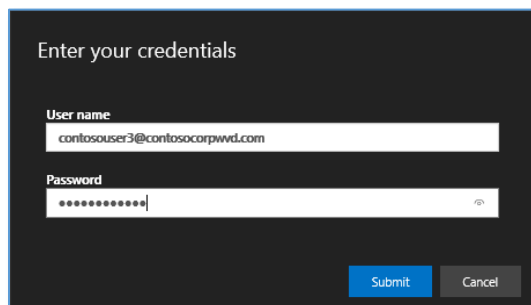 Enter your credentials
User name
contosouser3@contosocorpwvd.com
Password
••••••••••••
Submit Cancel